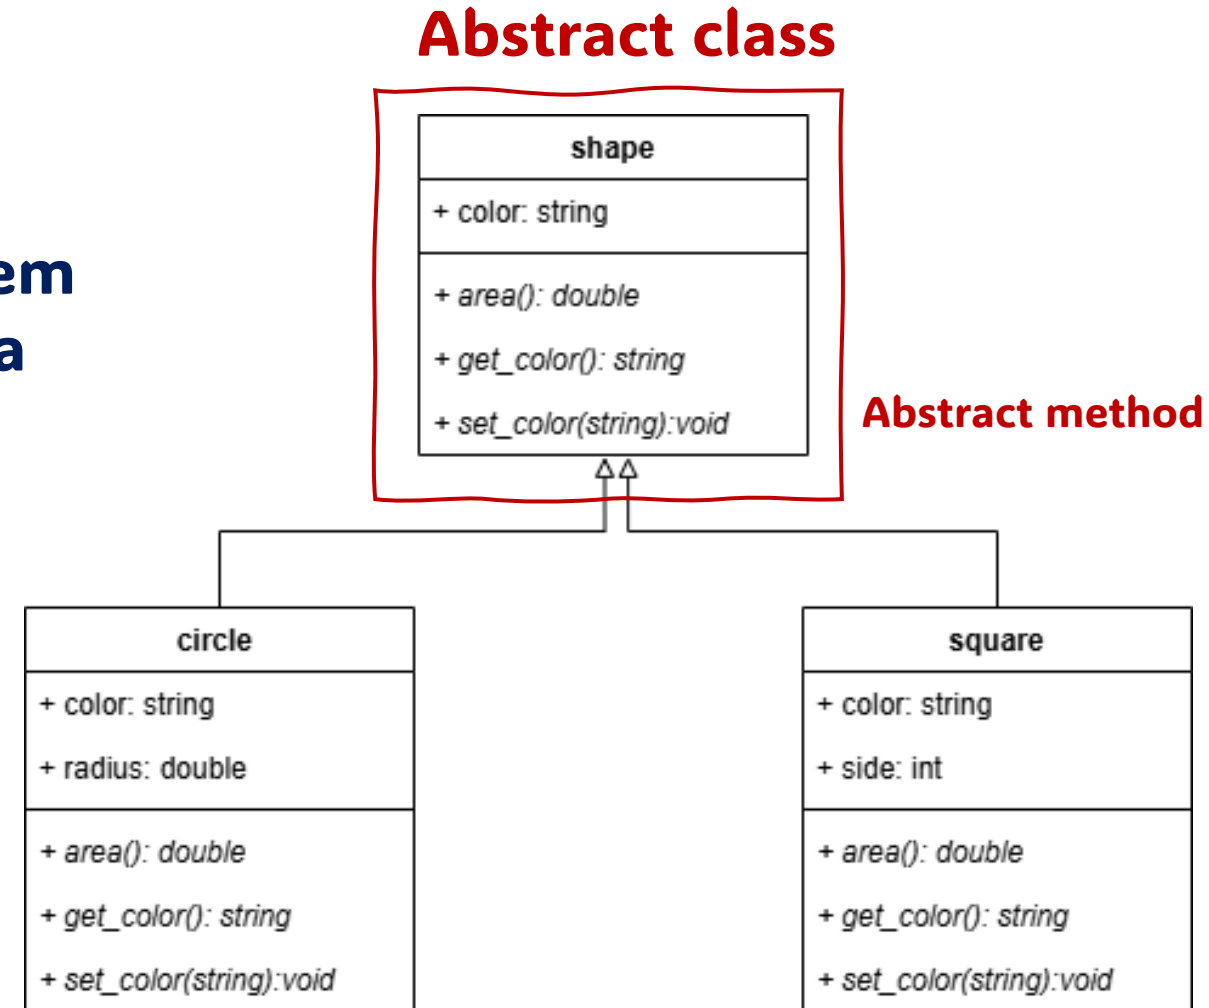 Abstract class
shape
+ color: string
em
a
+ area(): double
+ get_color(): string
+ set_color(string):void
Abstract method
circle
+ color: string
+ radius: double
+ area(): double
+ get_color(): string
+ set_color(string):void
square
+ color: string
+ side: int
+ area(): double
+ get_color(): string
+ set_color(string):void